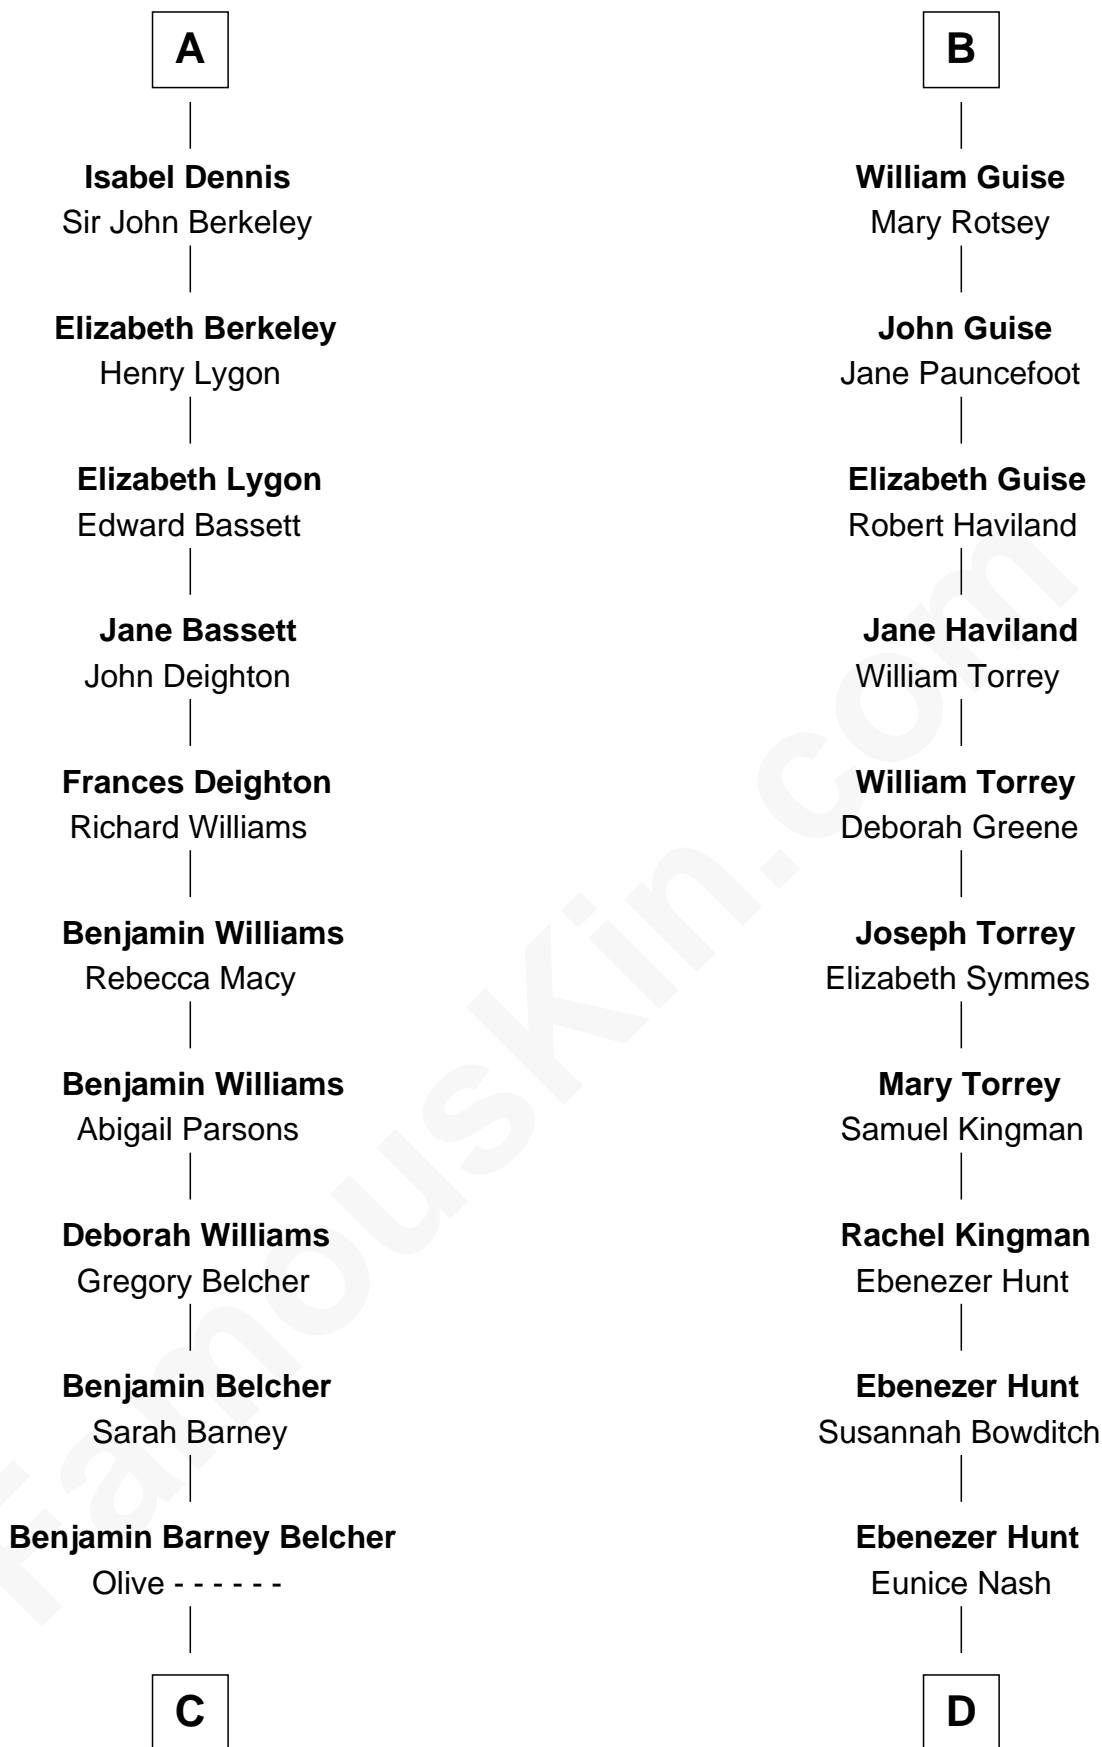 A
Isabel Dennis
Sir John Berkeley
Elizabeth Berkeley
Henry Lygon
Elizabeth Lygon
Edward Bassett
Jane Bassett
John Deighton
Frances Deighton
Richard Williams
Benjamin Williams
Rebecca Macy
Benjamin Williams
Abigail Parsons
Deborah Williams
Gregory Belcher
Benjamin Belcher
Sarah Barney
Benjamin Barney Belcher
Olive - - - - - -
C
B
William Guise
Mary Rotsey
John Guise
Jane Pauncefoot
Elizabeth Guise
Robert Haviland
Jane Haviland
William Torrey
William Torrey
Deborah Greene
Joseph Torrey
Elizabeth Symmes
Mary Torrey
Samuel Kingman
Rachel Kingman
Ebenezer Hunt
Ebenezer Hunt
Susannah Bowditch
Ebenezer Hunt
Eunice Nash
D
FamousKin.com